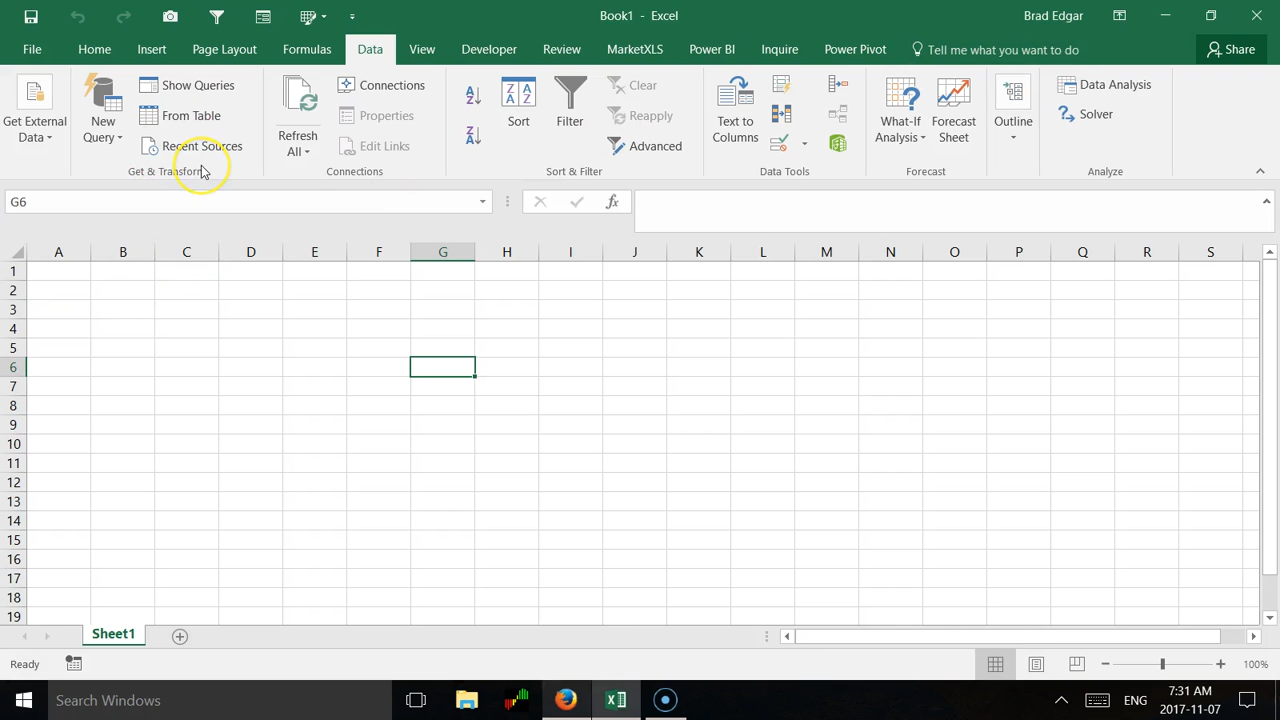 Book1 - Excel
Brad Edgar
File Home Insert Page Layout Formulas Data View Developer Review MarketXLS Power BI Inquire Power Pivot Tell me what you want to do Share
Get External Data
New Query
Show Queries
From Table
Recent Sources
Get & Transform
Refresh All
Connections
Properties
Edit Links
Connections
Sort
Filter
Clear
Reapply
Advanced
Sort & Filter
Text to Columns
Data Tools
What-If Analysis
Forecast Sheet
Forecast
Outline
Data Analysis
Solver
Analyze
G6
fx
A B C D E F G H I J K L M N O P Q R S
1
2
3
4
5
6
7
8
9
10
11
12
13
14
15
16
17
18
19
Sheet1
Ready
100%
Search Windows
ENG
7:31 AM
2017-11-07